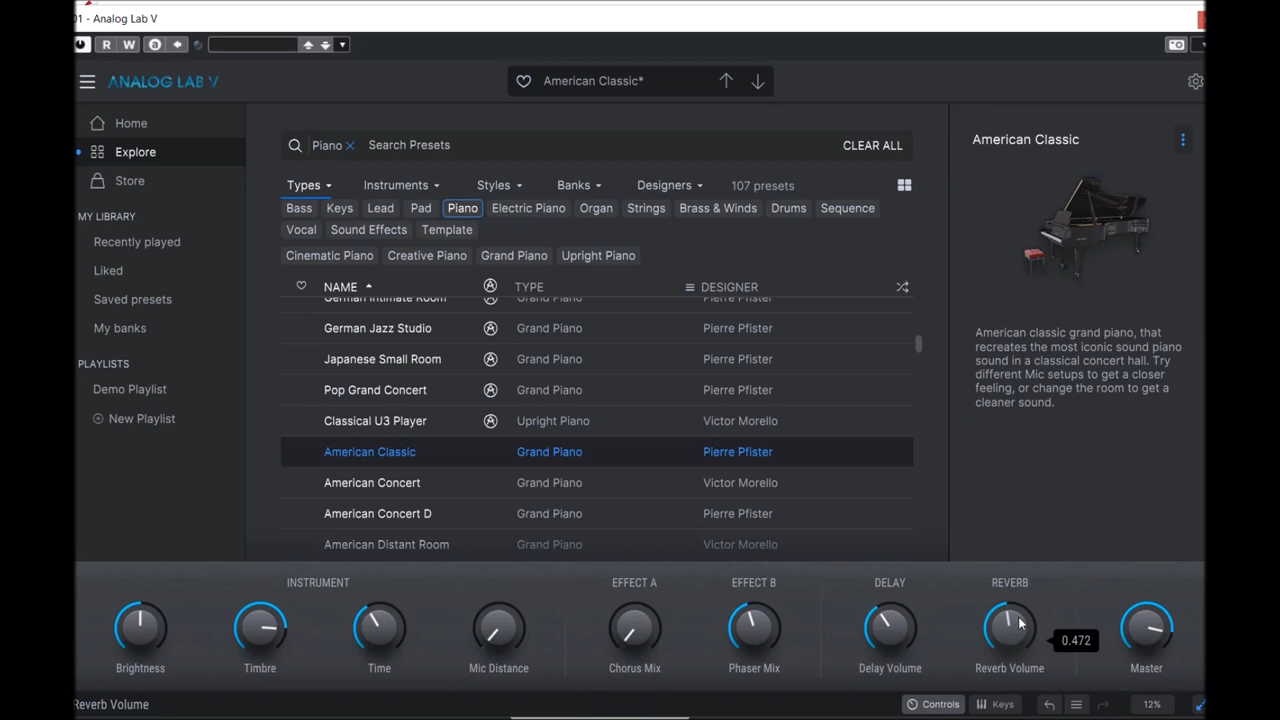 01 - Analog Lab V
R W
ANALOG LAB V
American Classic*
Home
Explore
Store
MY LIBRARY
Recently played
Liked
Saved presets
My banks
PLAYLISTS
Demo Playlist
New Playlist
Piano Search Presets CLEAR ALL
Types Instruments Styles Banks Designers 107 presets
Bass Keys Lead Pad Piano Electric Piano Organ Strings Brass & Winds Drums Sequence
Vocal Sound Effects Template
Cinematic Piano Creative Piano Grand Piano Upright Piano
NAME TYPE DESIGNER
German Intimate Room Grand Piano Pierre Pfister
German Jazz Studio Grand Piano Pierre Pfister
Japanese Small Room Grand Piano Pierre Pfister
Pop Grand Concert Grand Piano Pierre Pfister
Classical U3 Player Upright Piano Victor Morello
American Classic Grand Piano Pierre Pfister
American Concert Grand Piano Victor Morello
American Concert D Grand Piano Pierre Pfister
American Distant Room Grand Piano Victor Morello
American Classic
American classic grand piano, that
recreates the most iconic sound piano
sound in a classical concert hall. Try
different Mic setups to get a closer
feeling, or change the room to get a
cleaner sound.
INSTRUMENT EFFECT A EFFECT B DELAY REVERB
0.472
Brightness Timbre Time Mic Distance Chorus Mix Phaser Mix Delay Volume Reverb Volume Master
Reverb Volume
Controls Keys 12%